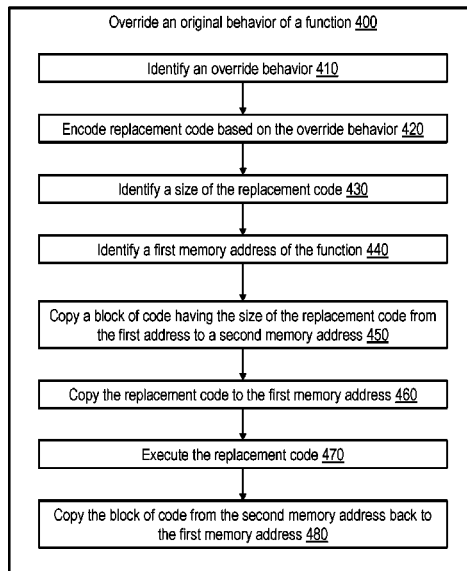 Override an original behavior of a function 400
Identify an override behavior 410
Encode replacement code based on the override behavior 420
Identify a size of the replacement code 430
Identify a first memory address of the function 440
Copy a block of code having the size of the replacement code from
the first address to a second memory address 450
Copy the replacement code to the first memory address 460
Execute the replacement code 470
Copy the block of code from the second memory address back to
the first memory address 480